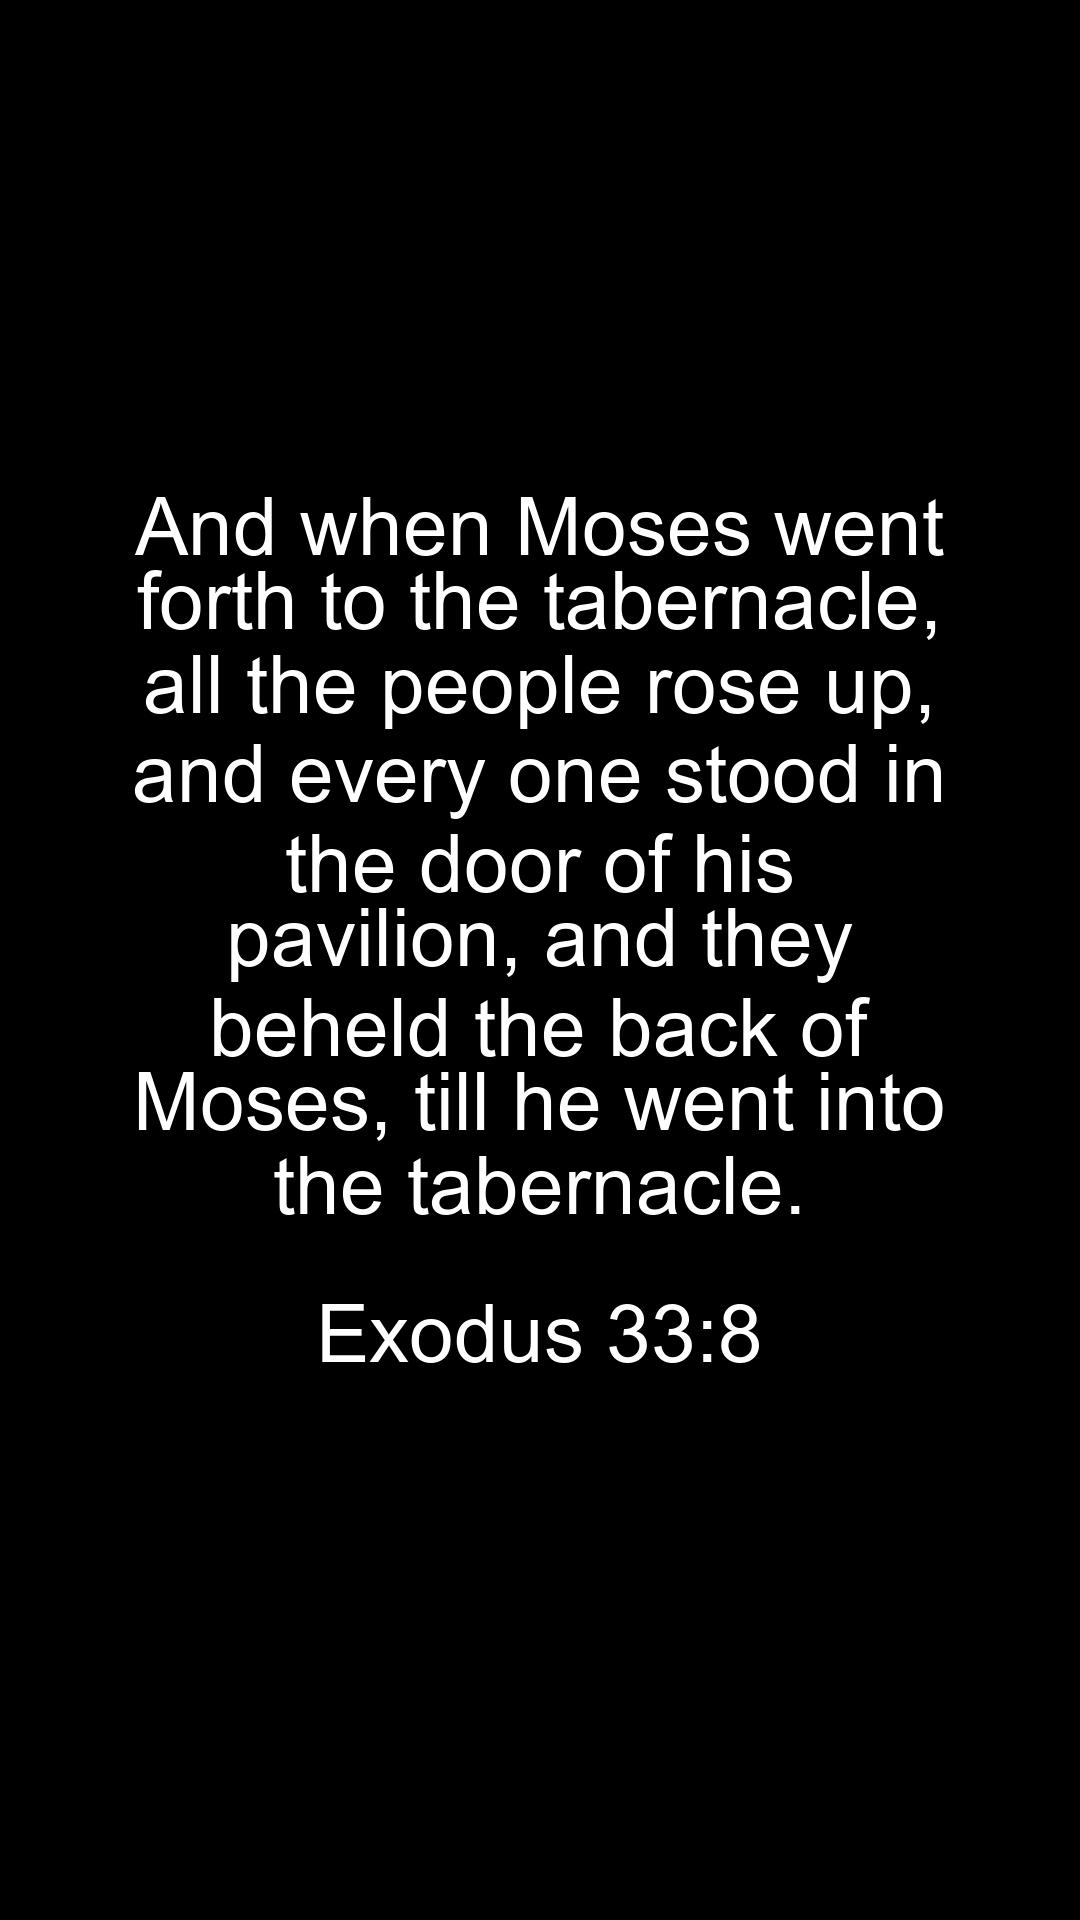 And when Moses went
forth to the tabernacle,
all the people rose up,
and every one stood in
the door of his
pavilion, and they
beheld the back of
Moses, till he went into
the tabernacle.
Exodus 33:8